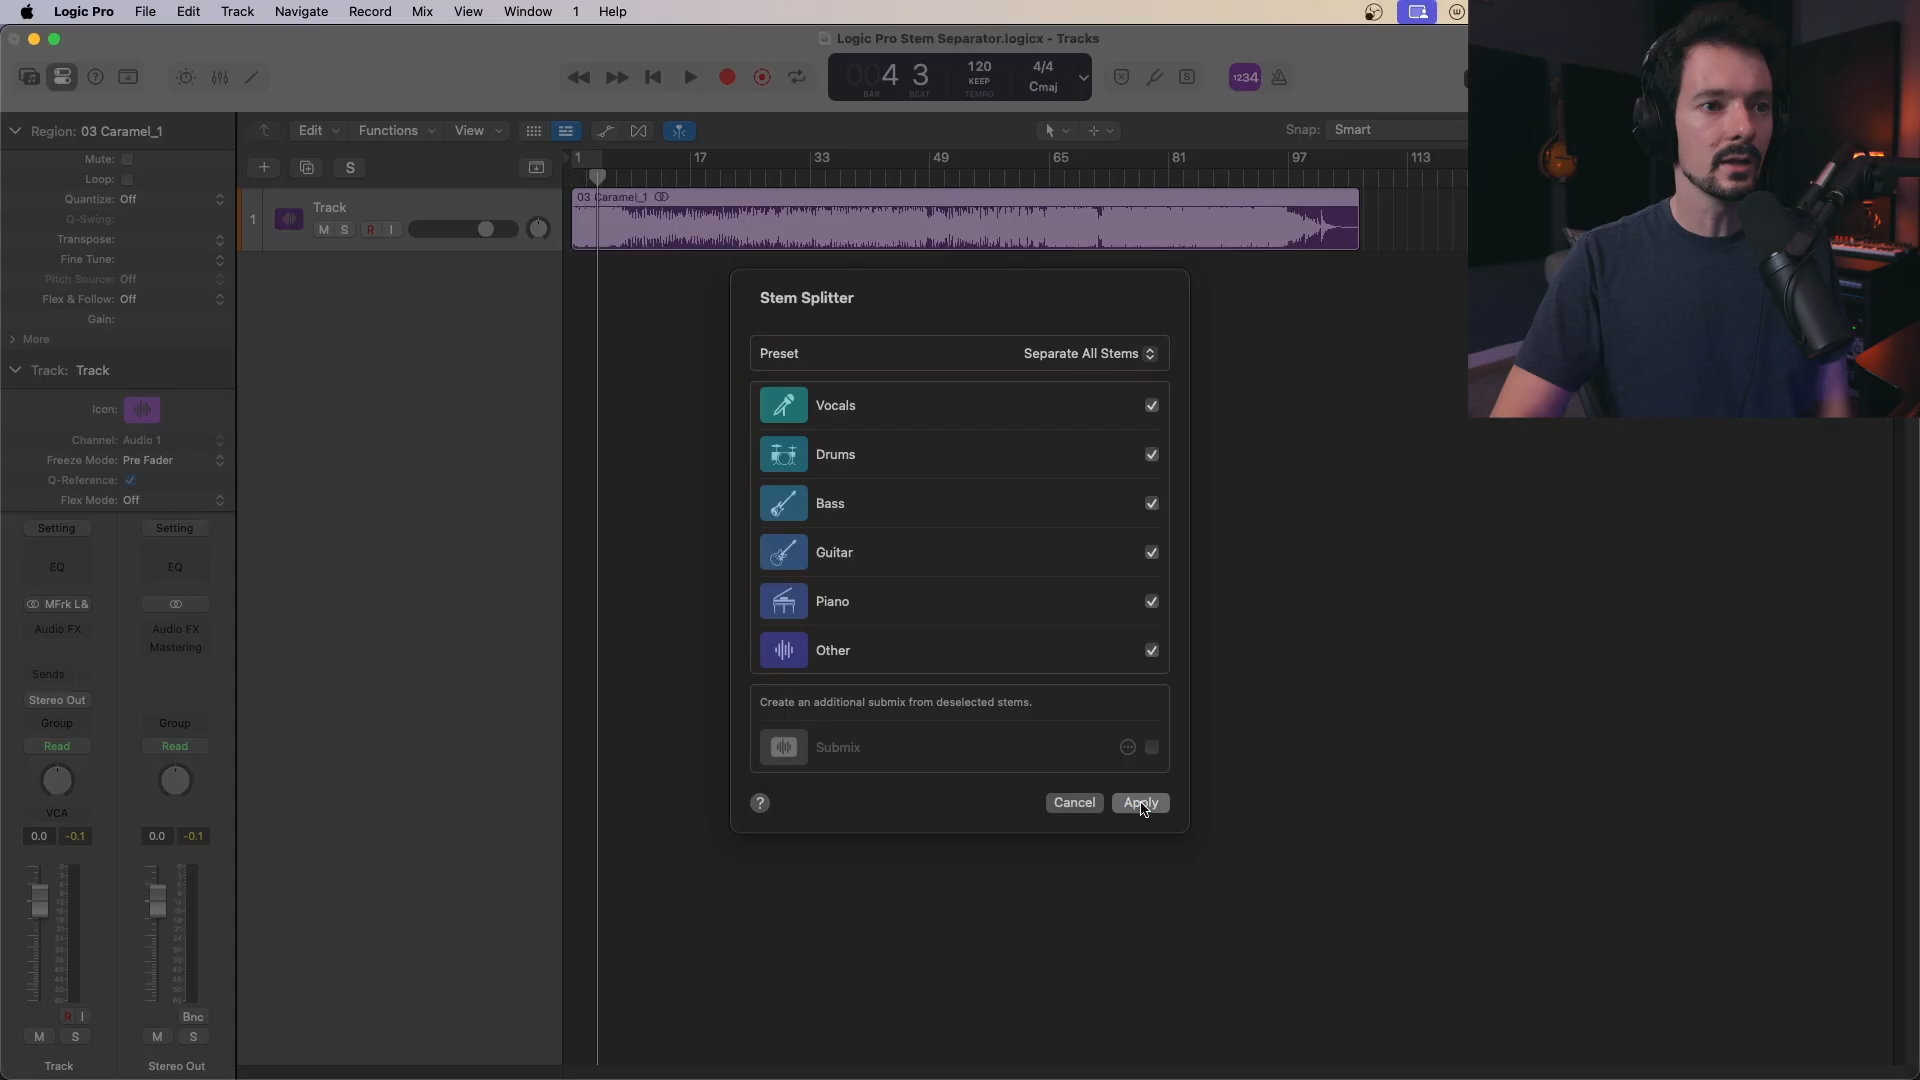 Logic Pro File Edit Track Navigate Record Mix View Window 1 Help
Logic Pro Stem Separator.logicx - Tracks
4 3 120 4/4
KEEP Cmaj
BAR BEAT TEMPO
1234
Region: 03 Caramel_1
Edit Functions View
Snap: Smart
Mute:
Loop:
Quantize: Off
Q-Swing:
Transpose:
Fine Tune:
Pitch Source: Off
Flex & Follow: Off
Gain:
More
Track: Track
Icon:
Channel: Audio 1
Freeze Mode: Pre Fader
Q-Reference:
Flex Mode: Off
S
1 17 33 49 65 81 97 113
1 Track
M S R I
03 Caramel_1
Stem Splitter
Preset Separate All Stems
Vocals
Drums
Bass
Guitar
Piano
Other
Create an additional submix from deselected stems.
Submix
? Cancel Apply
Setting Setting
EQ EQ
MFrk L&
Audio FX Audio FX
Mastering
Sends
Stereo Out
Group Group
Read Read
VCA
0.0 -0.1 0.0 -0.1
R I Bnc
M S M S
Track Stereo Out